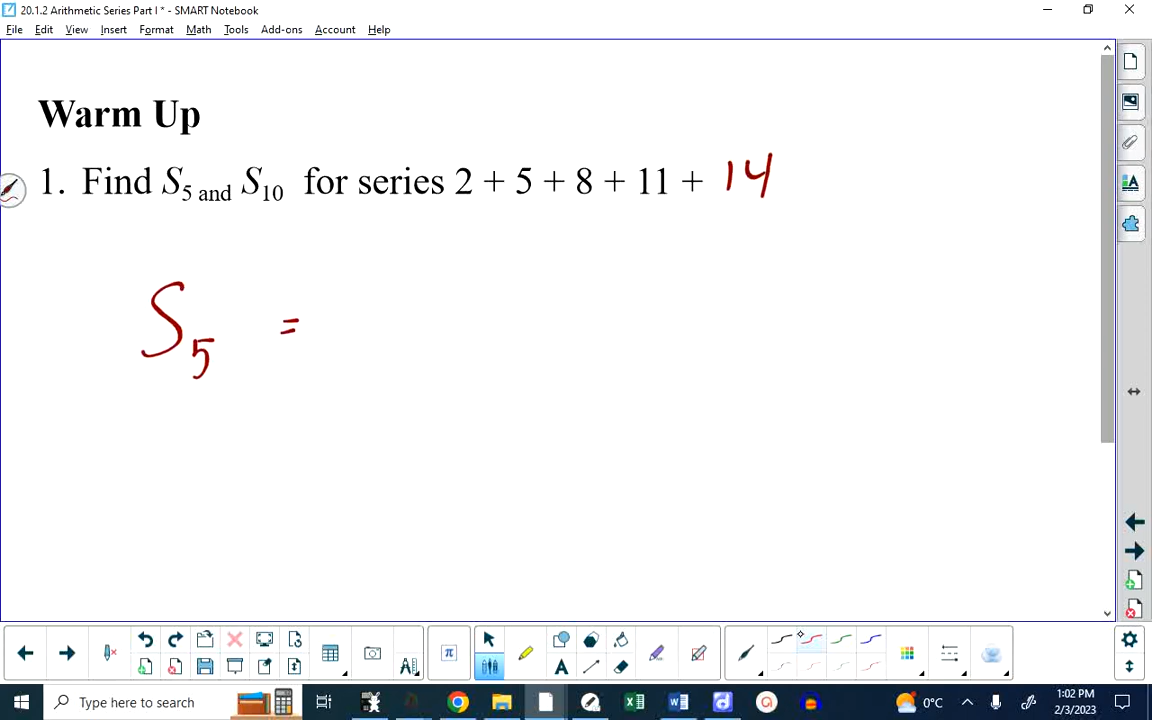 20.1.2 Arithmetic Series Part I * - SMART Notebook
File Edit View Insert Format Math Tools Add-ons Account Help
Warm Up
1. Find S5 and S10 for series 2 + 5 + 8 + 11 + 14
S5 =
Type here to search
0°C
1:02 PM
2/3/2023